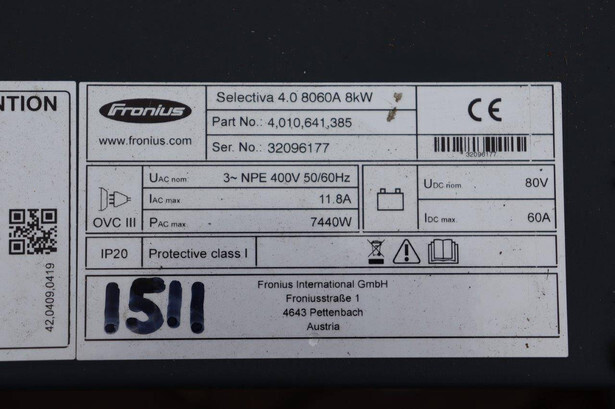 NTION
Fronius
www.fronius.com
Selectiva 4.0 8060A 8kW
Part No.: 4,010,641,385
Ser. No.: 32096177
CE
* 32096177 *
OVC III
UAC nom 3~ NPE 400V 50/60Hz
IAC max 11.8A
PAC max 7440W
UDC nom 80V
IDC max 60A
IP20 Protective class I
Fronius International GmbH
Froniusstraße 1
4643 Pettenbach
Austria
1511
42,0409,0419